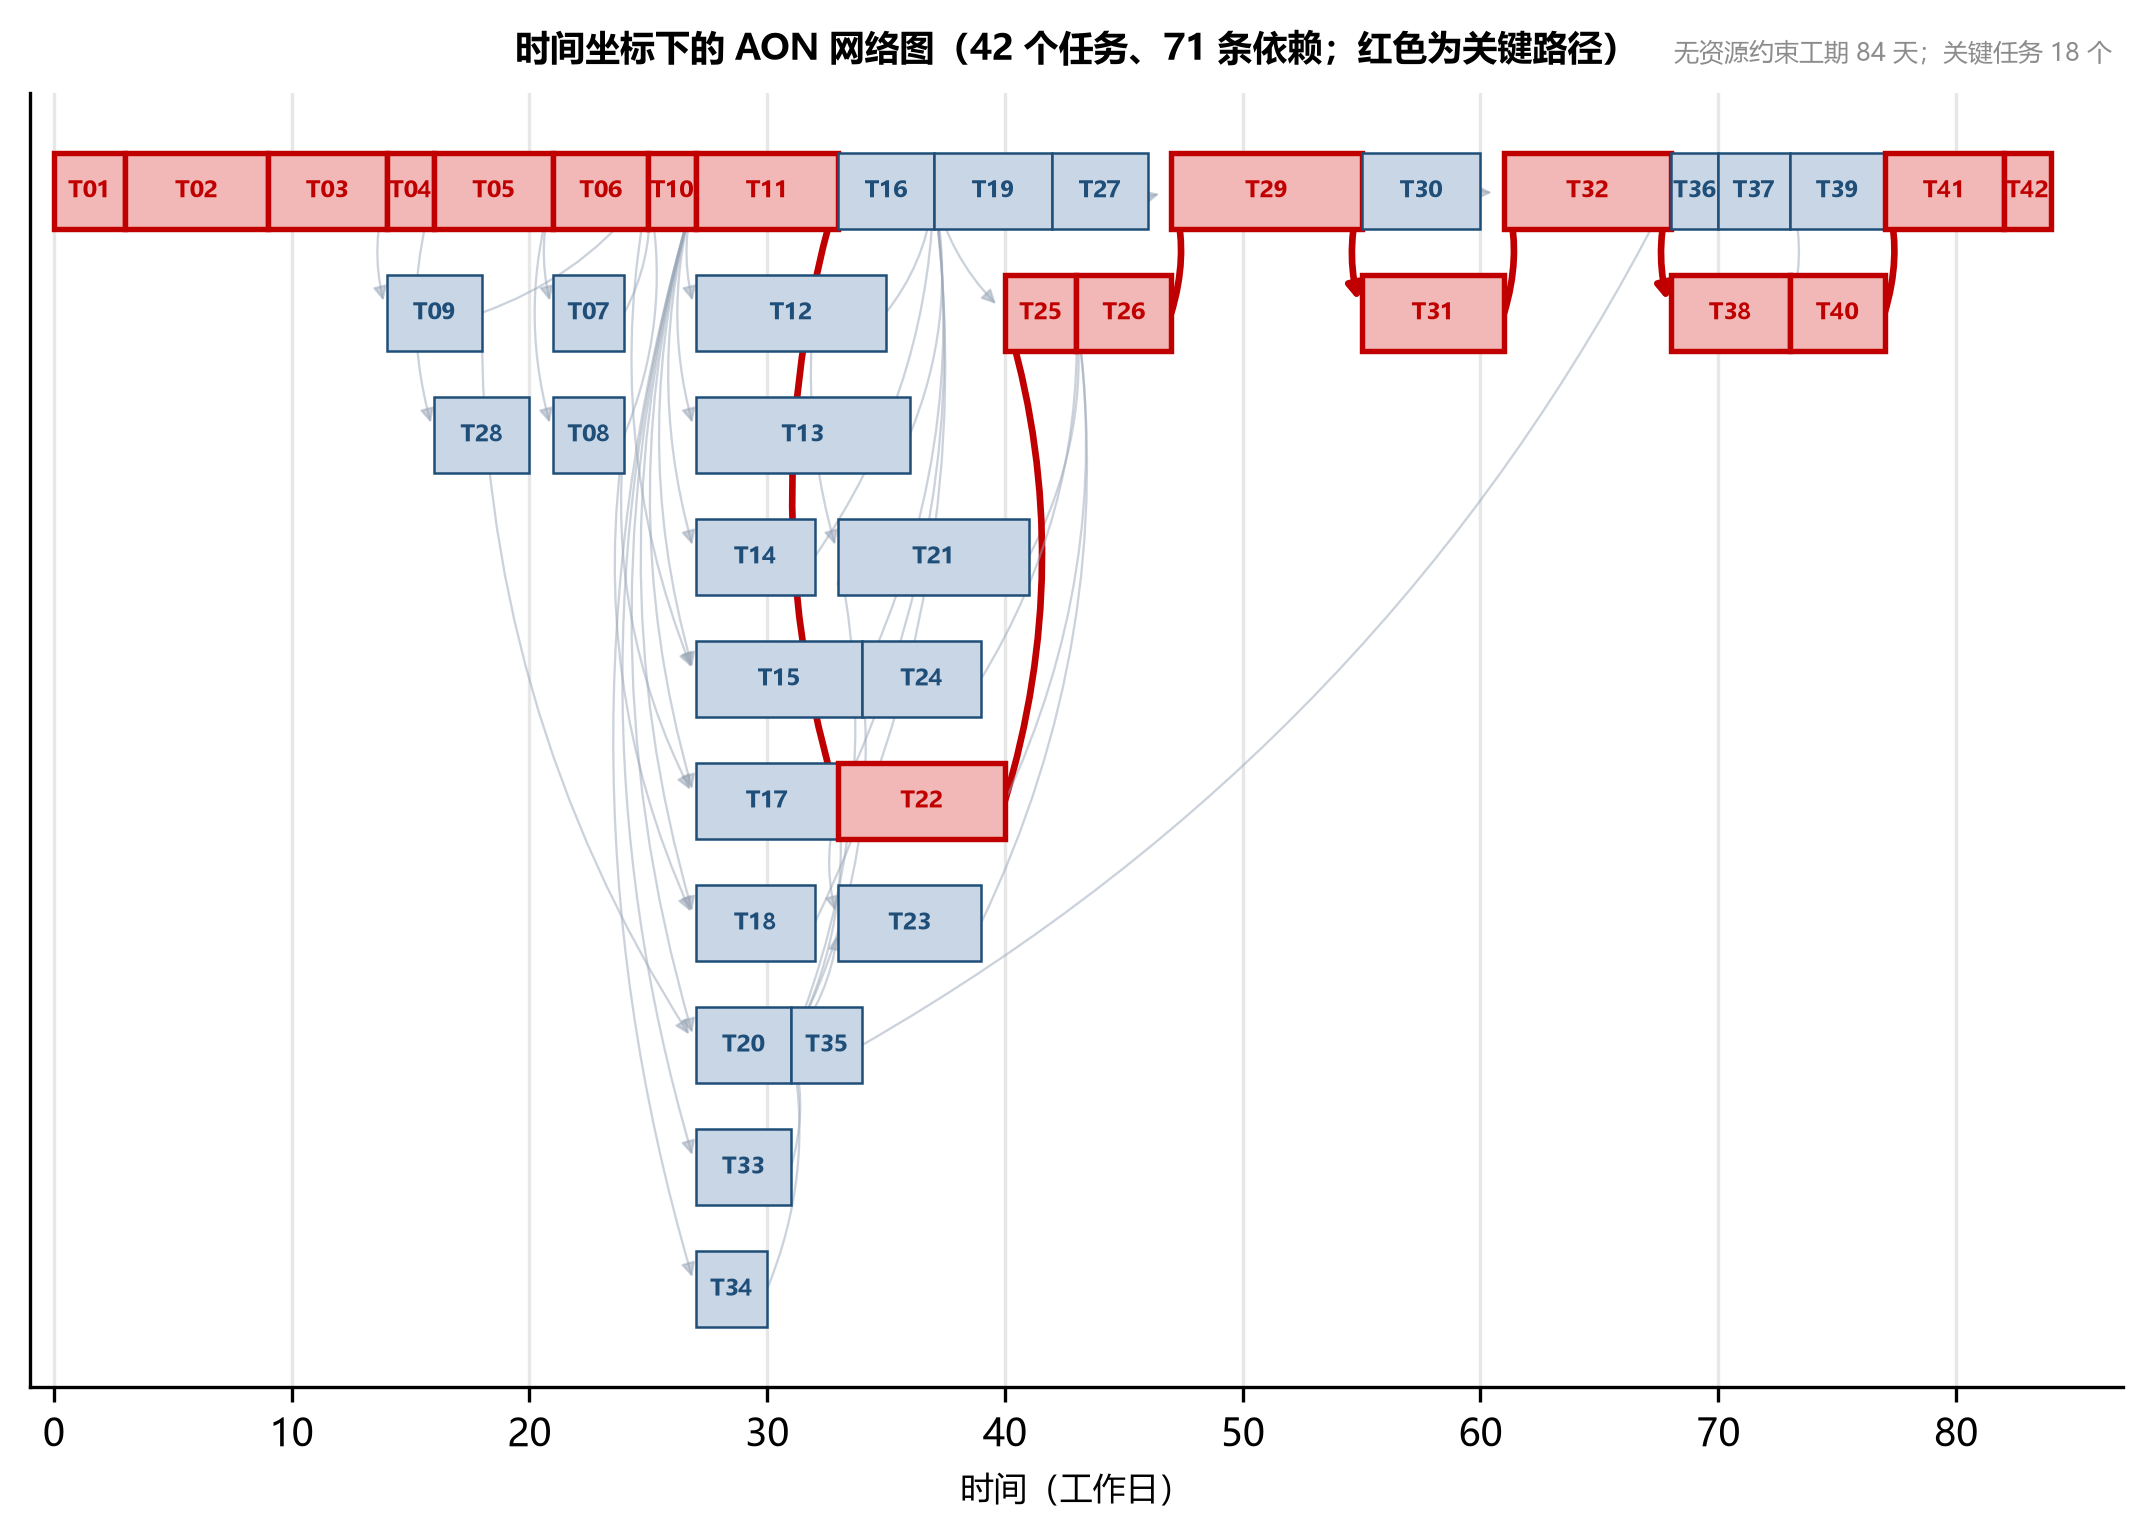 时间坐标下的 AON 网络图（42 个任务、71 条依赖；红色为关键路径）
无资源约束工期 84 天；关键任务 18 个
T01 T02 T03 T04 T05 T06 T10 T11 T16 T19 T27 T29 T30 T32 T36 T37 T39 T41 T42
T09 T07 T12 T25 T26 T31 T38 T40
T28 T08 T13
T14 T21
T15 T24
T17 T22
T18 T23
T20 T35
T33
T34
0 10 20 30 40 50 60 70 80
时间（工作日）